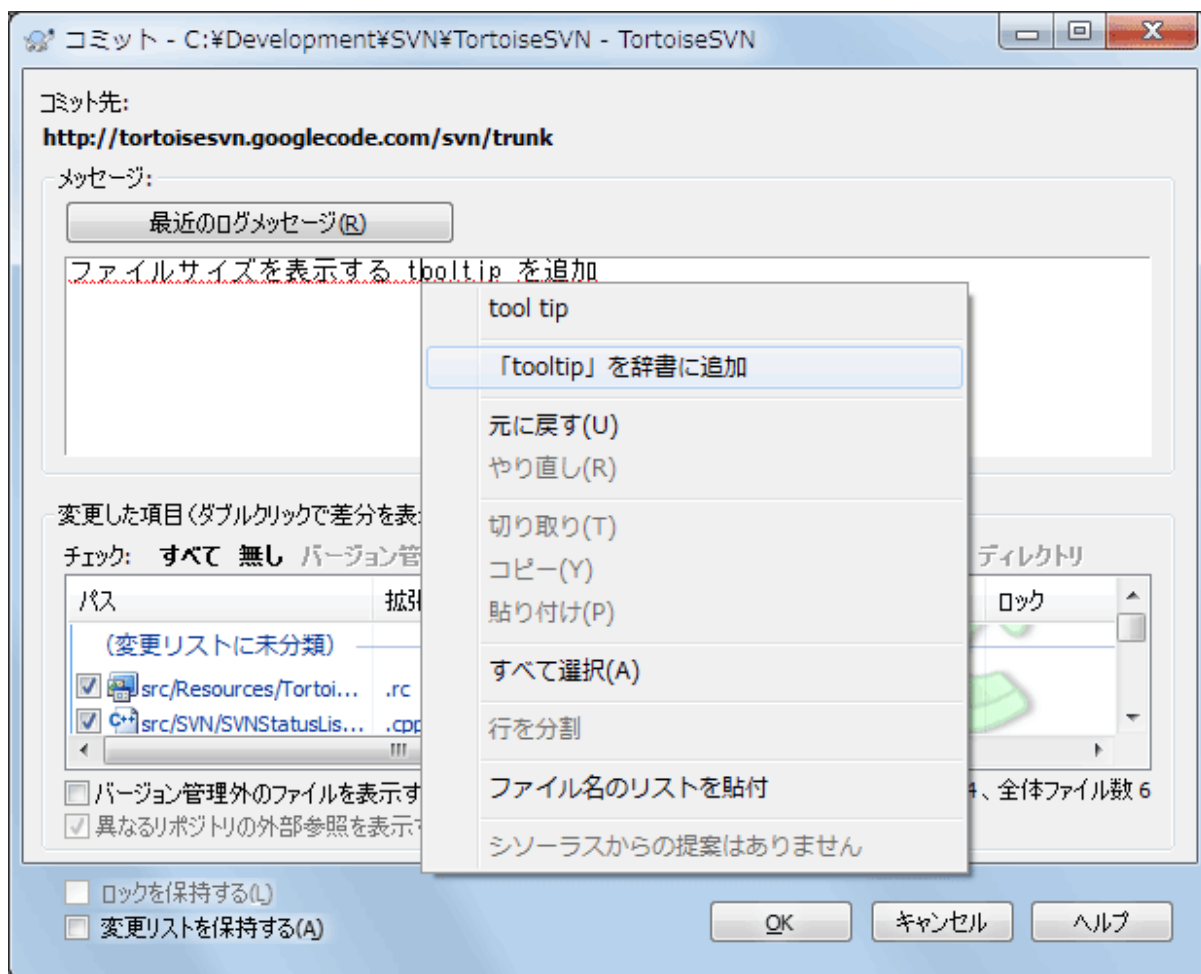 コミット - C:¥Development¥SVN¥TortoiseSVN - TortoiseSVN
コミット先:
http://tortoisesvn.googlecode.com/svn/trunk
メッセージ:
最近のログメッセージ(R)
ファイルサイズを表示する tooltip を追加
tool tip
「tooltip」を辞書に追加
元に戻す(U)
やり直し(R)
切り取り(T)
コピー(Y)
貼り付け(P)
すべて選択(A)
行を分割
ファイル名のリストを貼付
シソーラスからの提案はありません
変更した項目(ダブルクリックで差分を表
チェック: すべて 無し バージョン管 ディレクトリ
パス 拡張 ロック
(変更リストに未分類)
src/Resources/Tortoi... .rc
src/SVN/SVNStatusLis... .cpp
バージョン管理外のファイルを表示す 4、全体ファイル数 6
異なるリポジトリの外部参照を表示
ロックを保持する(L)
変更リストを保持する(A)
OK キャンセル ヘルプ